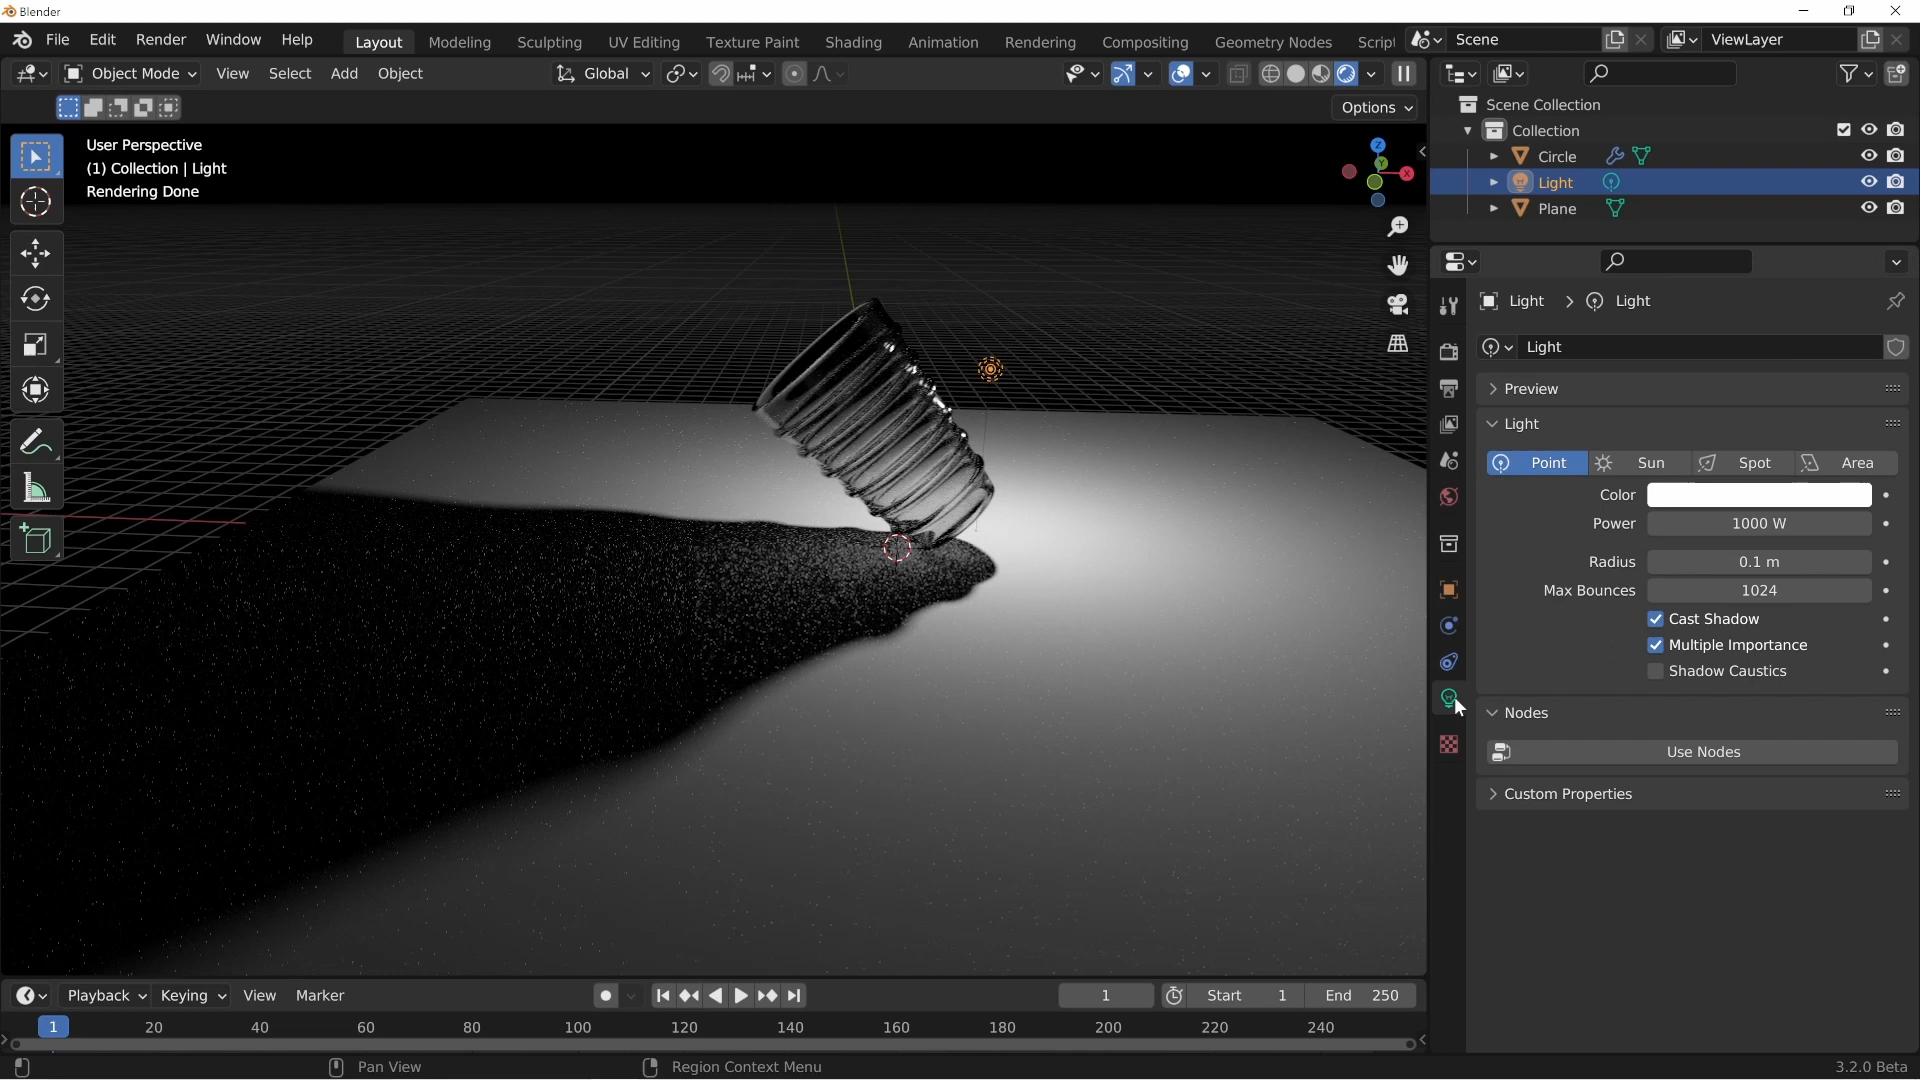 Blender
File Edit Render Window Help Layout Modeling Sculpting UV Editing Texture Paint Shading Animation Rendering Compositing Geometry Nodes Script Scene ViewLayer
Object Mode View Select Add Object Global
Options
User Perspective
(1) Collection | Light
Rendering Done
Z
Y
X
Scene Collection
Collection
Circle
Light
Plane
Light Light
Light
Preview
Light
Point Sun Spot Area
Color
Power 1000 W
Radius 0.1 m
Max Bounces 1024
Cast Shadow
Multiple Importance
Shadow Caustics
Nodes
Use Nodes
Custom Properties
Playback Keying View Marker 1 Start 1 End 250
1 20 40 60 80 100 120 140 160 180 200 220 240
Pan View Region Context Menu 3.2.0 Beta